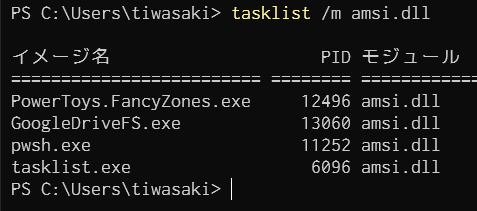 PS C:\Users\tiwasaki> tasklist /m amsi.dll
イメージ名                     PID モジュール
========================= ======== ============
PowerToys.FancyZones.exe     12496 amsi.dll
GoogleDriveFS.exe            13060 amsi.dll
pwsh.exe                     11252 amsi.dll
tasklist.exe                  6096 amsi.dll
PS C:\Users\tiwasaki>